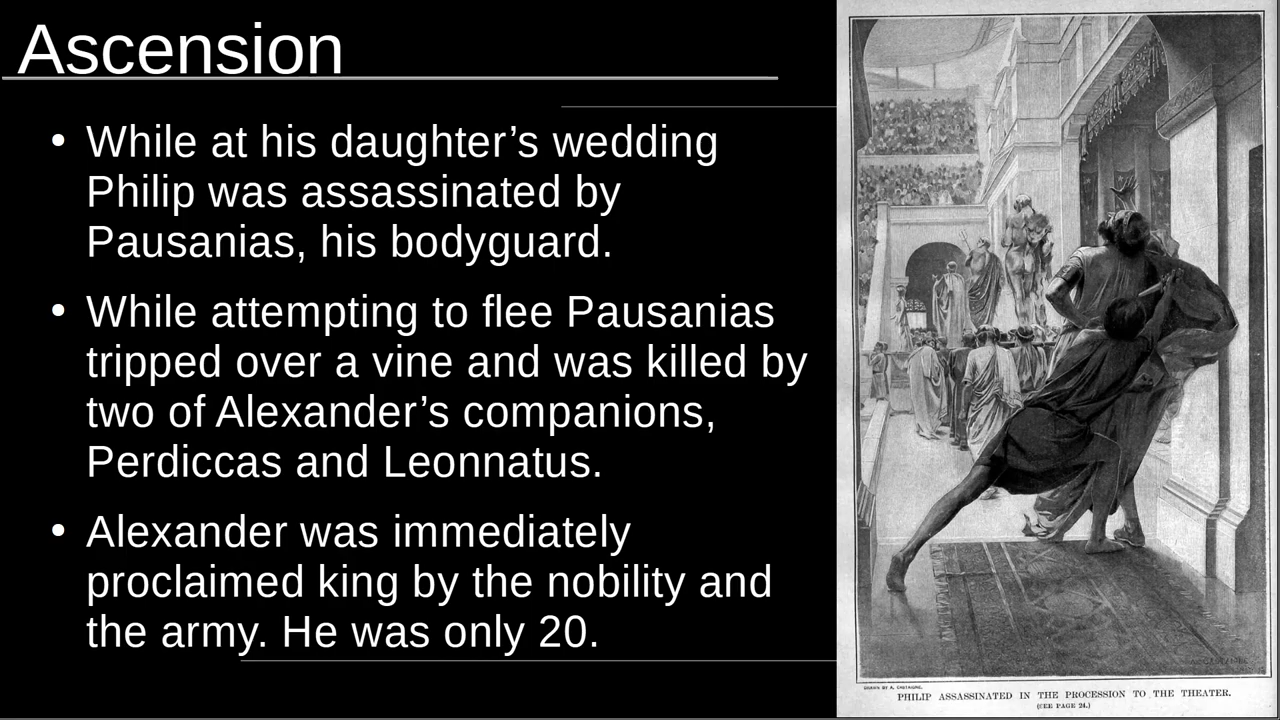 Ascension
• While at his daughter’s wedding
Philip was assassinated by
Pausanias, his bodyguard.
• While attempting to flee Pausanias
tripped over a vine and was killed by
two of Alexander’s companions,
Perdiccas and Leonnatus.
• Alexander was immediately
proclaimed king by the nobility and
the army. He was only 20.
DRAWN BY A. CASTAIGNE.
PHILIP ASSASSINATED IN THE PROCESSION TO THE THEATER.
(SEE PAGE 24.)